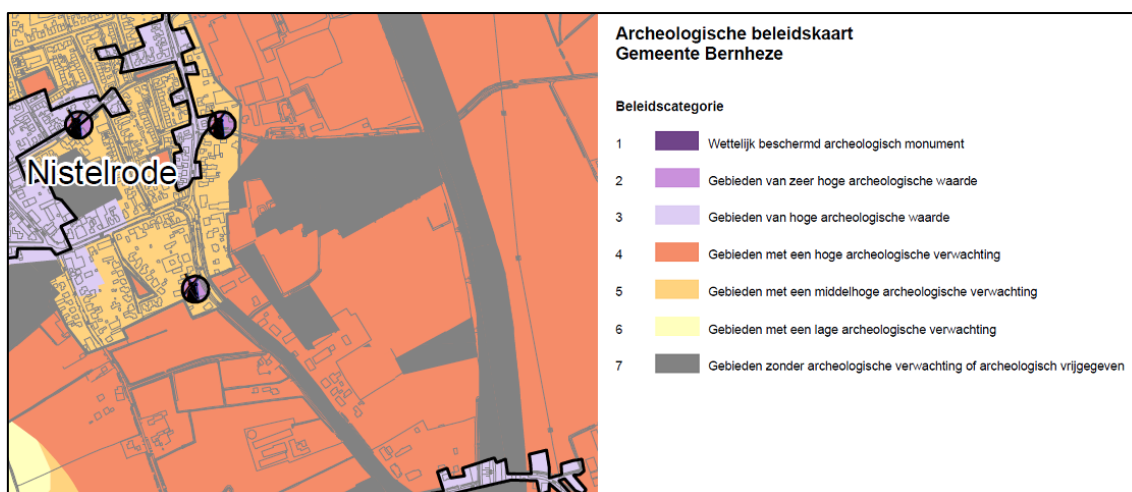 Nistelrode
Archeologische beleidskaart
Gemeente Bernheze
Beleidscategorie
1 Wettelijk beschermd archeologisch monument
2 Gebieden van zeer hoge archeologische waarde
3 Gebieden van hoge archeologische waarde
4 Gebieden met een hoge archeologische verwachting
5 Gebieden met een middelhoge archeologische verwachting
6 Gebieden met een lage archeologische verwachting
7 Gebieden zonder archeologische verwachting of archeologisch vrijgegeven